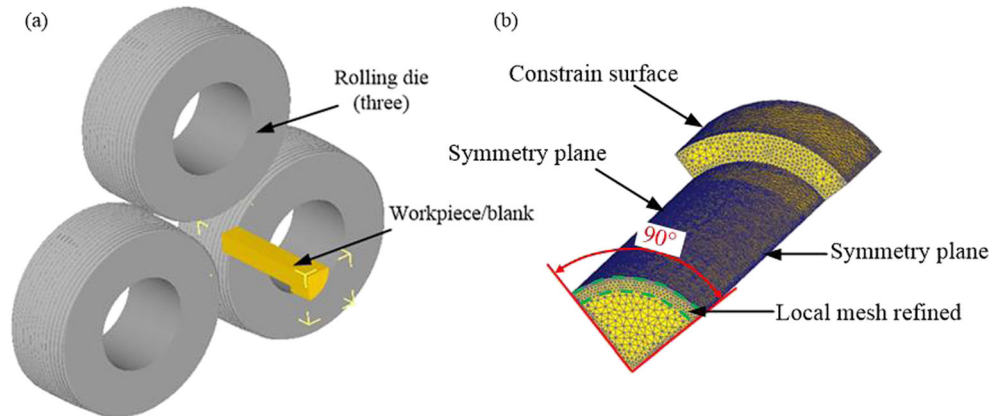 (a)
Rolling die
(three)
Workpiece/blank
(b)
Constrain surface
Symmetry plane
90°
Symmetry plane
Local mesh refined